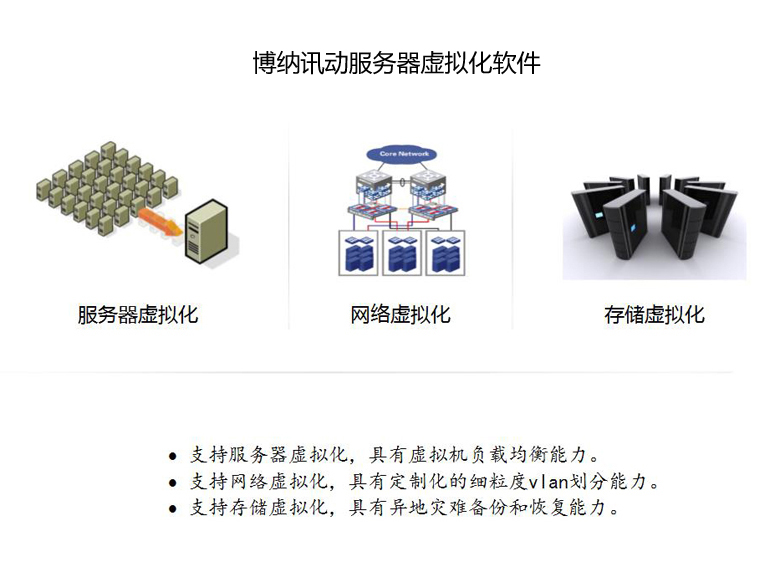 博纳讯动服务器虚拟化软件
Core Network
服务器虚拟化
网络虚拟化
存储虚拟化
● 支持服务器虚拟化，具有虚拟机负载均衡能力。
● 支持网络虚拟化，具有定制化的细粒度vlan划分能力。
● 支持存储虚拟化，具有异地灾难备份和恢复能力。